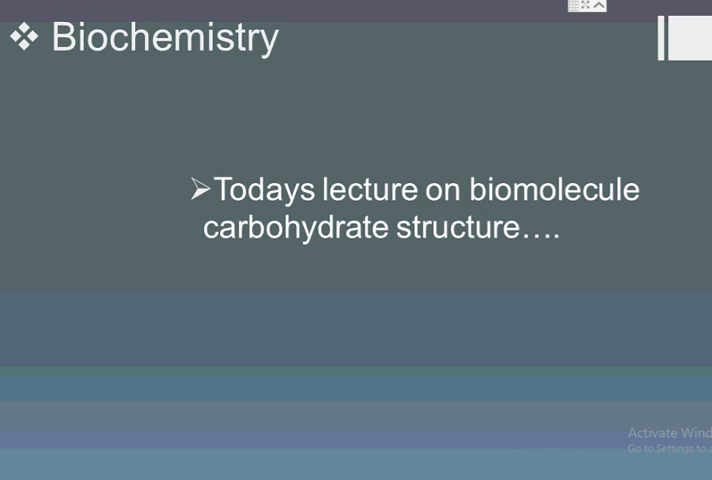 ❖ Biochemistry
➢Todays lecture on biomolecule
carbohydrate structure….
Activate Wind
Go to Settings to a